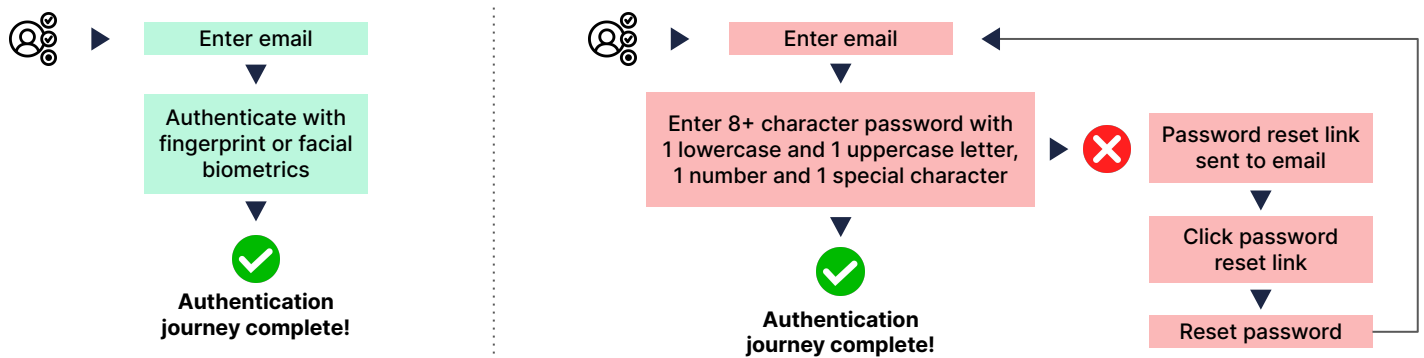 Enter email
Authenticate with
fingerprint or facial
biometrics
Authentication
journey complete!
Enter email
Enter 8+ character password with
1 lowercase and 1 uppercase letter,
1 number and 1 special character
Authentication
journey complete!
Password reset link
sent to email
Click password
reset link
Reset password